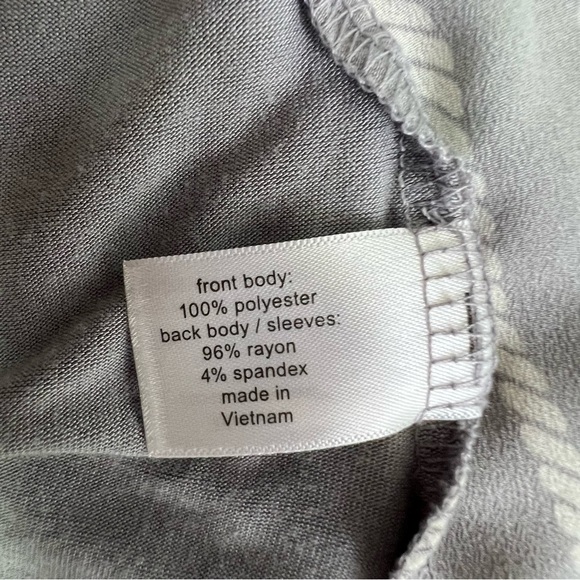 front body:
100% polyester
back body / sleeves:
96% rayon
4% spandex
made in
Vietnam